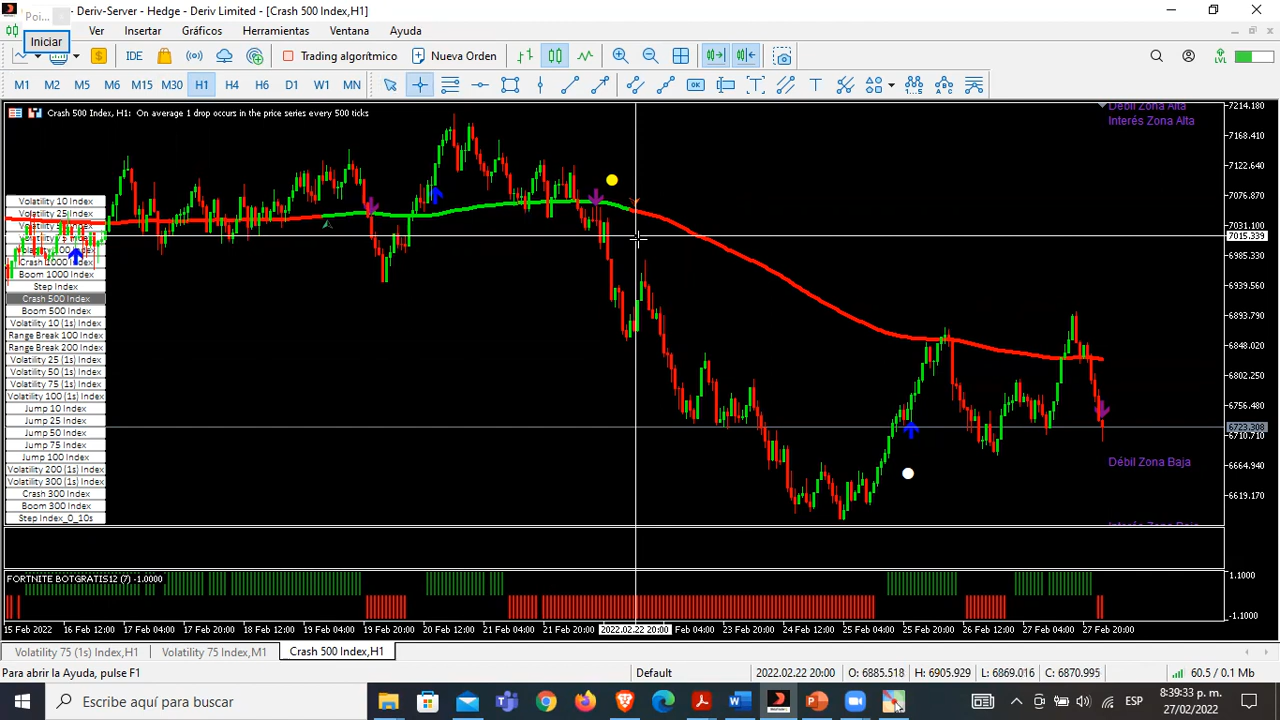 Poi...
- Deriv-Server - Hedge - Deriv Limited - [Crash 500 Index,H1]
Iniciar
Ver
Insertar
Gráficos
Herramientas
Ventana
Ayuda
IDE
Trading algorítmico
Nueva Orden
LVL
M1
M2
M5
M6
M15
M30
H1
H4
H6
D1
W1
MN
OK
T
Crash 500 Index, H1: On average 1 drop occurs in the price series every 500 ticks
Débil Zona Alta
Interés Zona Alta
7214.180
7168.410
7122.640
7076.870
7031.100
7015.339
6985.330
6939.560
6893.790
6848.020
6802.250
6756.480
6723.308
6710.710
6664.940
6619.170
Volatility 10 Index
Volatility 25 Index
Crash 1000 Index
Boom 1000 Index
Step Index
Crash 500 Index
Boom 500 Index
Volatility 10 (1s) Index
Range Break 100 Index
Range Break 200 Index
Volatility 25 (1s) Index
Volatility 50 (1s) Index
Volatility 75 (1s) Index
Volatility 100 (1s) Index
Jump 10 Index
Jump 25 Index
Jump 50 Index
Jump 75 Index
Jump 100 Index
Volatility 200 (1s) Index
Volatility 300 (1s) Index
Crash 300 Index
Boom 300 Index
Step Index_0_10s
Débil Zona Baja
Interés Zona Baja
FORTNITE BOTGRATIS12 (7) -1.0000
1.1000
-1.1000
15 Feb 2022
16 Feb 12:00
17 Feb 04:00
17 Feb 20:00
18 Feb 12:00
19 Feb 04:00
19 Feb 20:00
20 Feb 12:00
21 Feb 04:00
21 Feb 20:00
2022.02.22 20:00
Feb 04:00
23 Feb 20:00
24 Feb 12:00
25 Feb 04:00
25 Feb 20:00
26 Feb 12:00
27 Feb 04:00
27 Feb 20:00
Volatility 75 (1s) Index,H1
Volatility 75 Index,M1
Crash 500 Index,H1
Para abrir la Ayuda, pulse F1
Default
2022.02.22 20:00
O: 6885.518
H: 6905.929
L: 6869.016
C: 6870.995
60.5 / 0.1 Mb
Escribe aquí para buscar
ESP
8:39:33 p. m.
27/02/2022